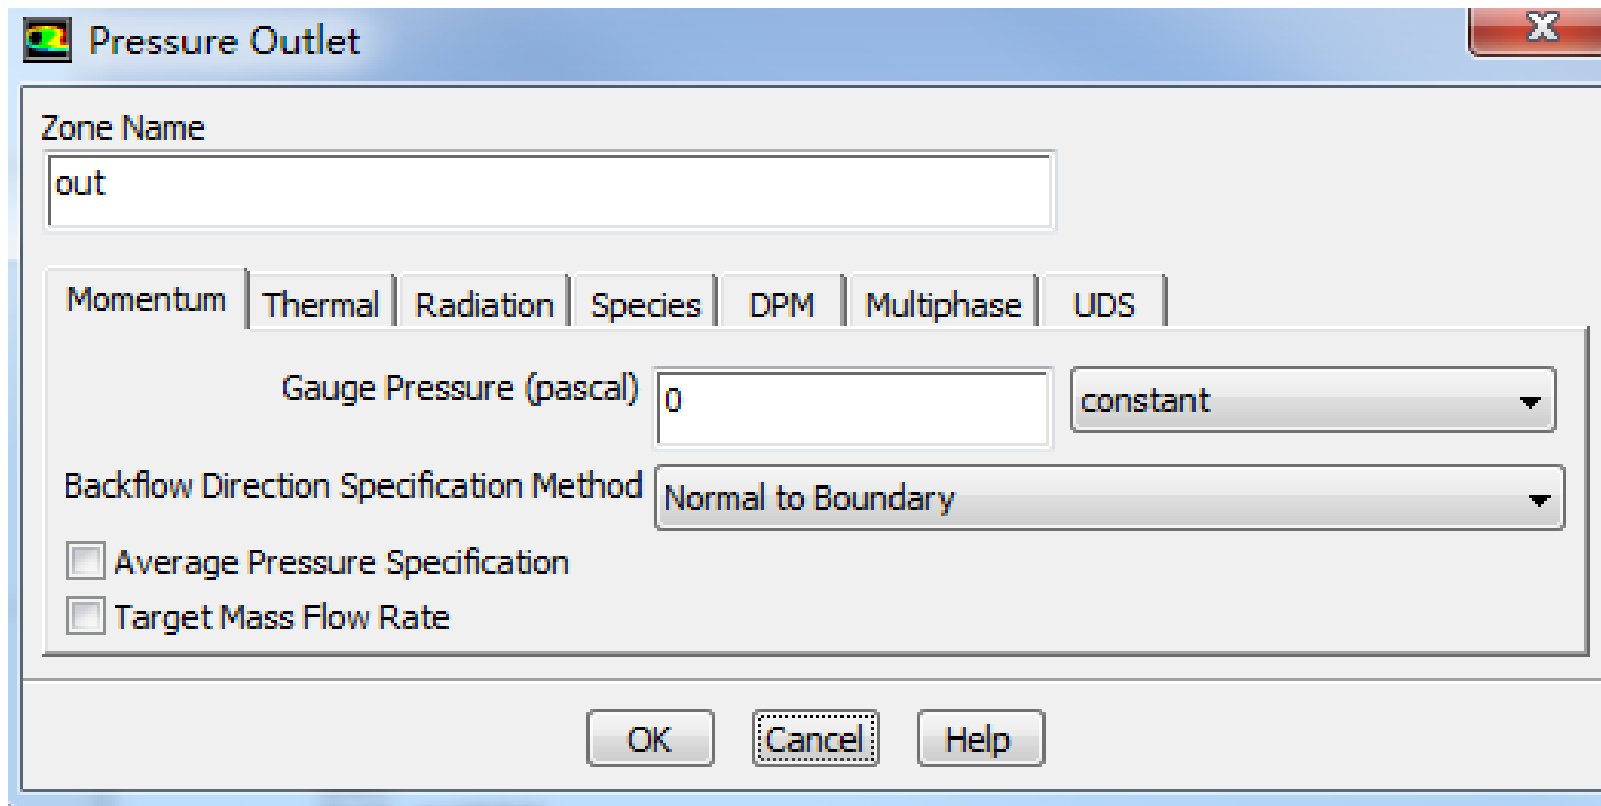 Pressure Outlet
X
Zone Name
out
Momentum Thermal Radiation Species DPM Multiphase UDS
Gauge Pressure (pascal) 0 constant
Backflow Direction Specification Method Normal to Boundary
Average Pressure Specification
Target Mass Flow Rate
OK Cancel Help